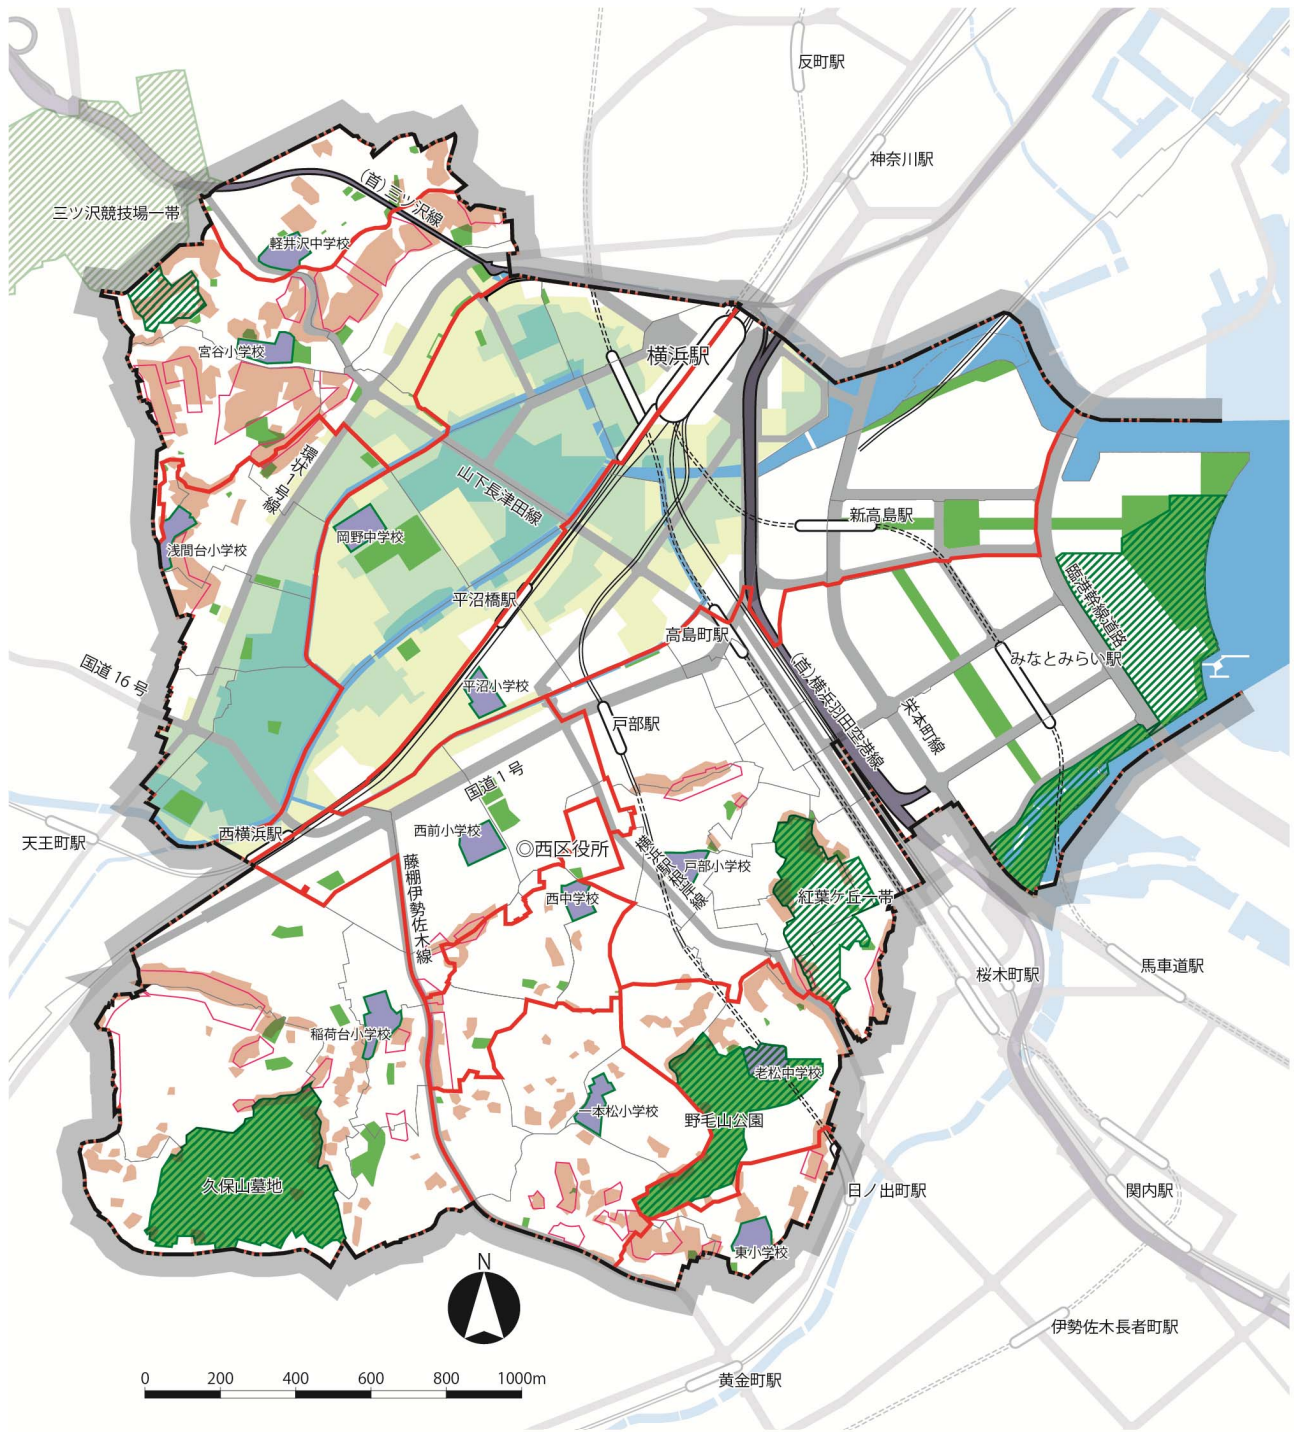 反町駅
神奈川駅
(首)三ツ沢線
三ツ沢競技場一帯
軽井沢中学校
宮谷小学校
横浜駅
環状1号線
山下長津田線
新高島駅
岡野中学校
浅間台小学校
臨港幹線道路
平沼橋駅
高島町駅
みなとみらい駅
国道16号
(首)横浜羽田空港線
平沼小学校
栄本町線
戸部駅
国道1号
西前小学校
西横浜駅
天王町駅
◎西区役所
横浜駅根岸線
戸部小学校
藤棚伊勢佐木線
西中学校
紅葉ケ丘一帯
桜木町駅
馬車道駅
稲荷台小学校
老松中学校
一本松小学校
野毛山公園
久保山墓地
日ノ出町駅
関内駅
東小学校
N
伊勢佐木長者町駅
黄金町駅
0 200 400 600 800 1000m